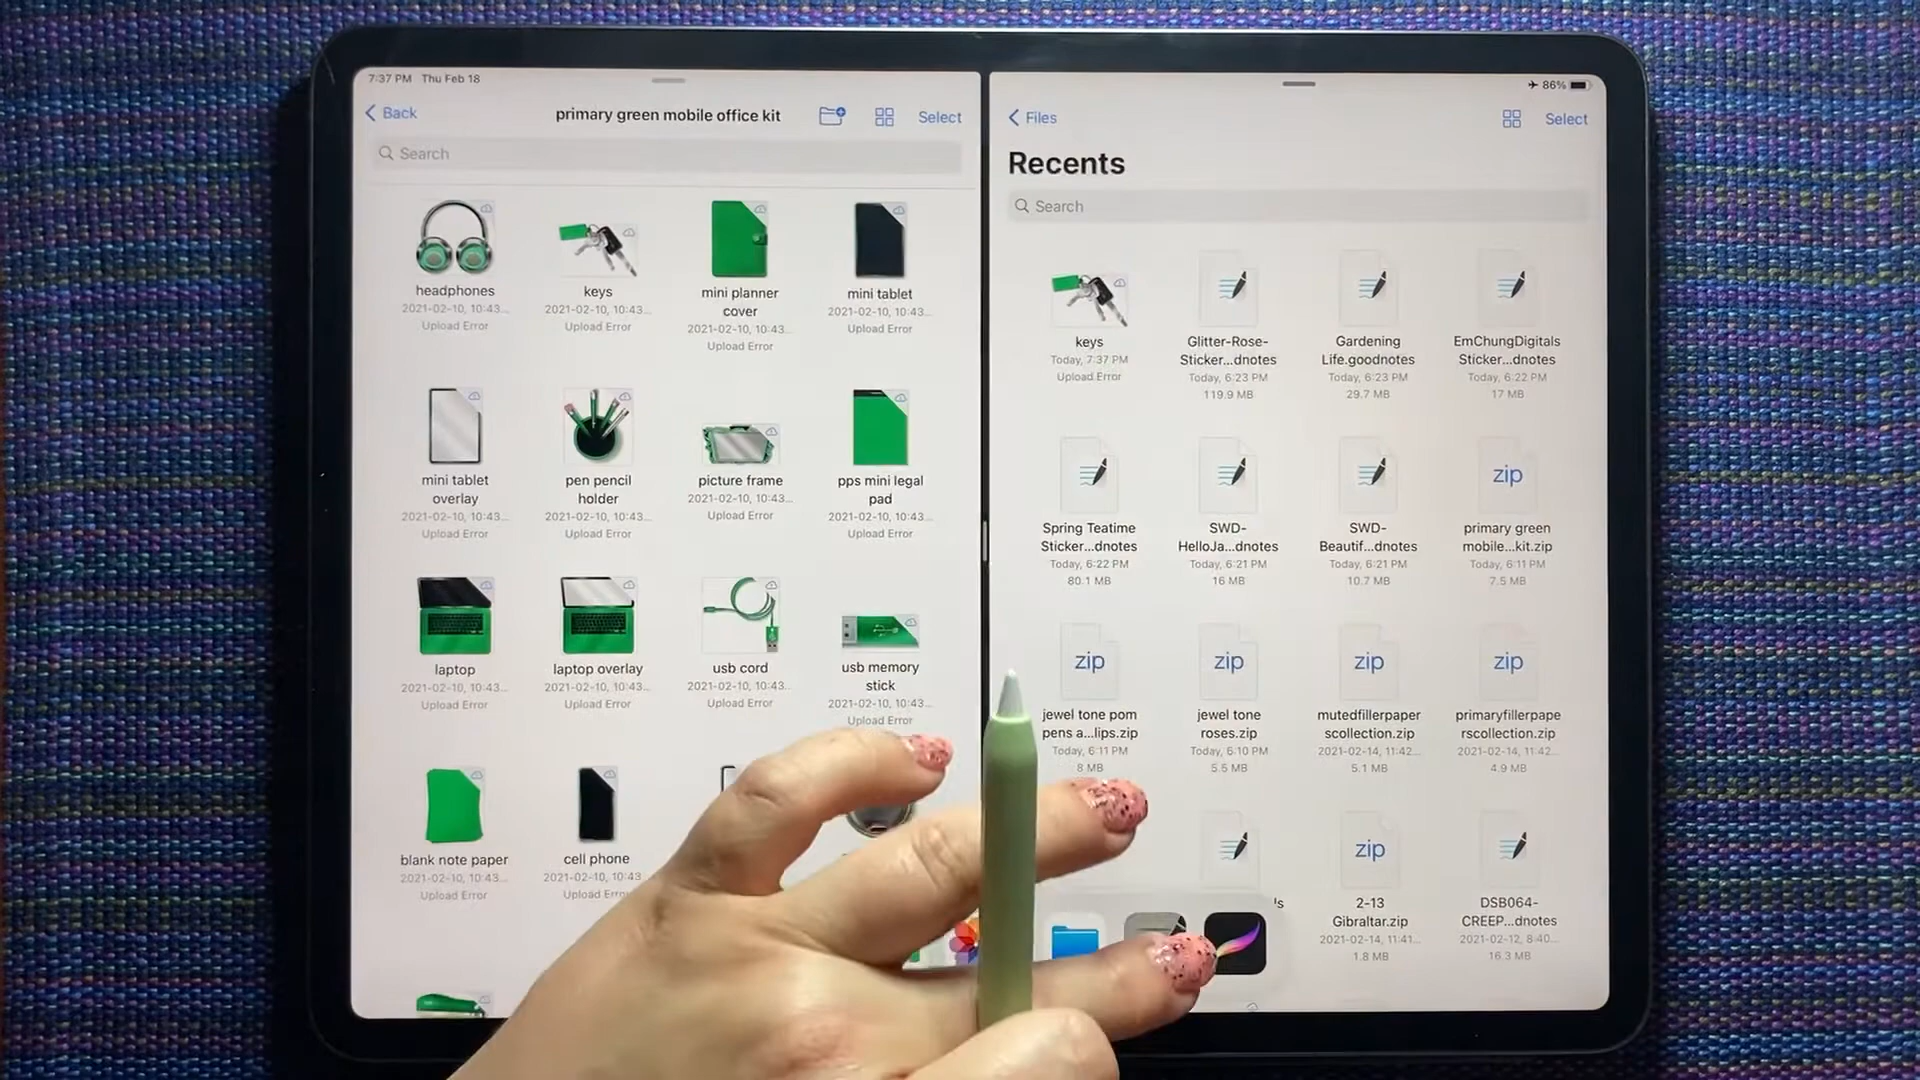 7:37 PM Thu Feb 18
Back
primary green mobile office kit
Select
Search
headphones
2021-02-10, 10:43...
Upload Error
keys
2021-02-10, 10:43...
Upload Error
mini planner
cover
2021-02-10, 10:43...
Upload Error
mini tablet
2021-02-10, 10:43...
Upload Error
mini tablet
overlay
2021-02-10, 10:43...
Upload Error
pen pencil
holder
2021-02-10, 10:43...
Upload Error
picture frame
2021-02-10, 10:43...
Upload Error
pps mini legal
pad
2021-02-10, 10:43...
Upload Error
laptop
2021-02-10, 10:43...
Upload Error
laptop overlay
2021-02-10, 10:43...
Upload Error
usb cord
2021-02-10, 10:43...
Upload Error
usb memory
stick
2021-02-10, 10:43...
Upload Error
blank note paper
2021-02-10, 10:43...
Upload Error
cell phone
2021-02-10, 10:43
Upload Error
86%
Files
Select
Recents
Search
keys
Today, 7:37 PM
Upload Error
Glitter-Rose-
Sticker...dnotes
Today, 6:23 PM
119.9 MB
Gardening
Life.goodnotes
Today, 6:23 PM
29.7 MB
EmChungDigitals
Sticker...dnotes
Today, 6:22 PM
17 MB
Spring Teatime
Sticker...dnotes
Today, 6:22 PM
80.1 MB
SWD-
HelloJa...dnotes
Today, 6:21 PM
16 MB
SWD-
Beautif...dnotes
Today, 6:21 PM
10.7 MB
zip
primary green
mobile...kit.zip
Today, 6:11 PM
7.5 MB
zip
jewel tone pom
pens a...lips.zip
Today, 6:11 PM
8 MB
zip
jewel tone
roses.zip
Today, 6:10 PM
5.5 MB
zip
mutedfillerpaper
scollection.zip
2021-02-14, 11:42...
5.1 MB
zip
primaryfillerpape
rscollection.zip
2021-02-14, 11:42...
4.9 MB
ls
zip
2-13
Gibraltar.zip
2021-02-14, 11:41...
1.8 MB
DSB064-
CREEP...dnotes
2021-02-12, 8:40...
16.3 MB